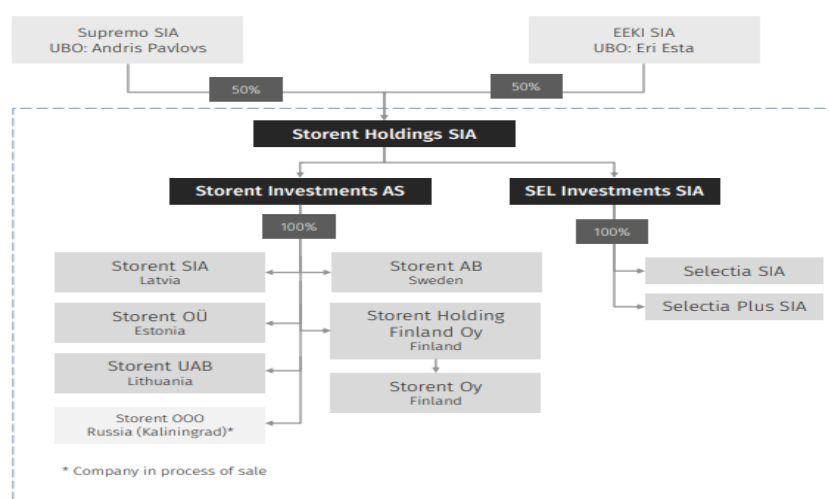 Supremo SIA
UBO: Andris Pavlovs
EEKI SIA
UBO: Eri Esta
50%
50%
Storent Holdings SIA
Storent Investments AS
SEL Investments SIA
100%
100%
Storent SIA
Latvia
Storent AB
Sweden
Selectia SIA
Storent OÜ
Estonia
Storent Holding
Finland Oy
Finland
Selectia Plus SIA
Storent UAB
Lithuania
Storent Oy
Finland
Storent OOO
Russia (Kaliningrad)*
* Company in process of sale